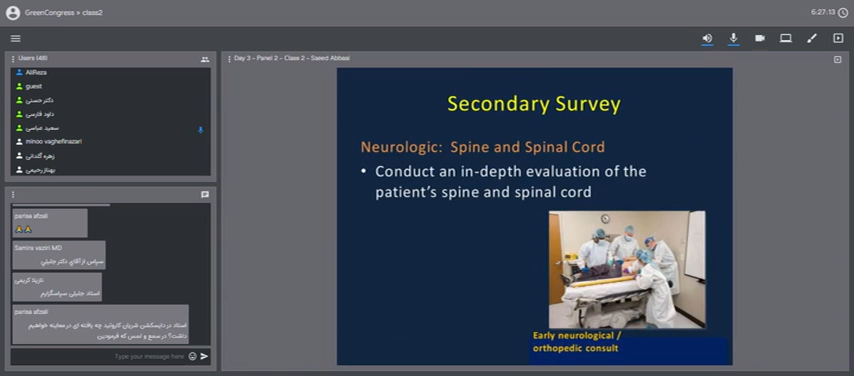 GreenCongress > class2
6:27:13
Users (48)
AliReza
guest
دکتر حسنی
داود فارسی
سعید عباسی
minoo vaghefinazari
زهره گلدانی
بهناز رحیمی
parisa afzali
Samira vaziri MD
سپاس از آقای دکتر جلیلی
نازیلا کریمی
استاد جلیلی سپاسگزارم
parisa afzali
استاد در دایسکشن شریان کاروتید چه یافته ای در معاینه خواهیم
داشت؟ در سمع و لمس که فرمودین
Type your message here
Day 3 - Panel 2 - Class 2 - Saeed Abbasi
Secondary Survey
Neurologic: Spine and Spinal Cord
• Conduct an in-depth evaluation of the
patient's spine and spinal cord
Early neurological /
orthopedic consult